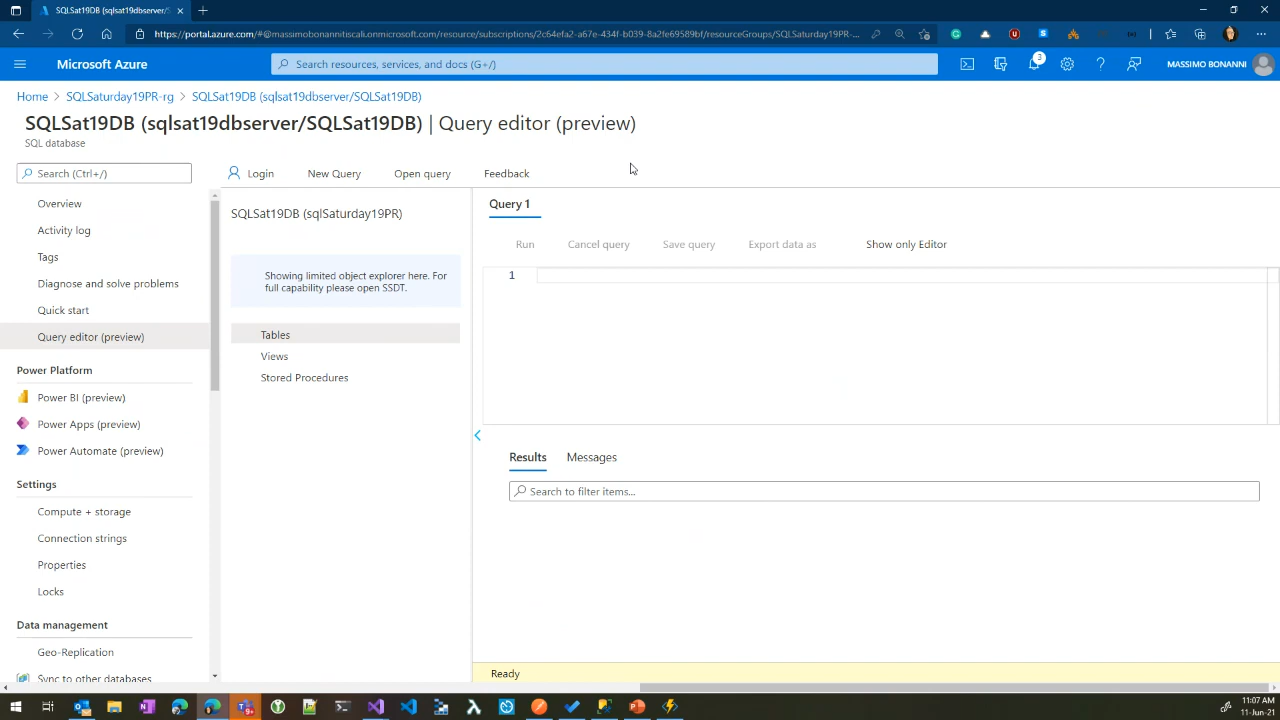 SQLSat19DB (sqlsat19dbserver/S
https://portal.azure.com/#@massimobonannitiscali.onmicrosoft.com/resource/subscriptions/2c64efa2-a67e-434f-b039-8a2fe69589bf/resourceGroups/SQLSaturday19PR-...
Microsoft Azure
Search resources, services, and docs (G+/)
3
MASSIMO BONANNI
Home > SQLSaturday19PR-rg > SQLSat19DB (sqlsat19dbserver/SQLSat19DB)
SQLSat19DB (sqlsat19dbserver/SQLSat19DB) | Query editor (preview)
SQL database
Search (Ctrl+/)
Overview
Activity log
Tags
Diagnose and solve problems
Quick start
Query editor (preview)
Power Platform
Power BI (preview)
Power Apps (preview)
Power Automate (preview)
Settings
Compute + storage
Connection strings
Properties
Locks
Data management
Geo-Replication
Sync to other databases
Login New Query Open query Feedback
SQLSat19DB (sqlSaturday19PR)
Showing limited object explorer here. For
full capability please open SSDT.
Tables
Views
Stored Procedures
Query 1
Run Cancel query Save query Export data as Show only Editor
1
Results Messages
Search to filter items...
Ready
11:07 AM
11-Jun-21